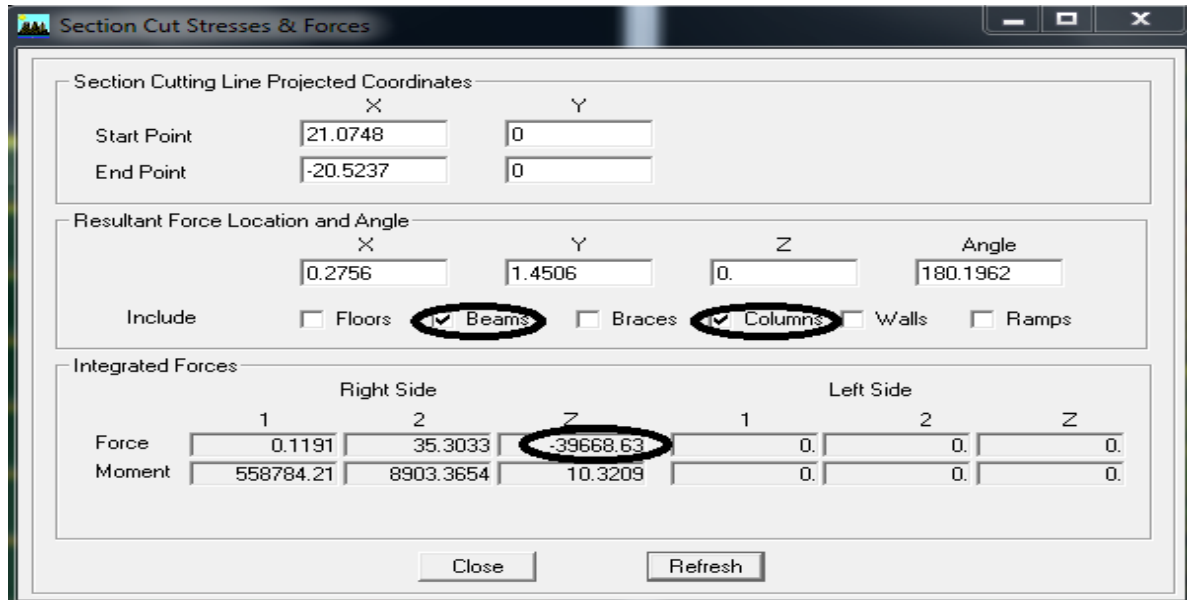 Section Cut Stresses & Forces
Section Cutting Line Projected Coordinates
X Y
Start Point 21.0748 0
End Point -20.5237 0
Resultant Force Location and Angle
X Y Z Angle
0.2756 1.4506 0. 180.1962
Include Floors Beams Braces Columns Walls Ramps
Integrated Forces
Right Side Left Side
1 2 Z 1 2 Z
Force 0.1191 35.3033 -39668.63 0. 0. 0.
Moment 558784.21 8903.3654 10.3209 0. 0. 0.
Close Refresh